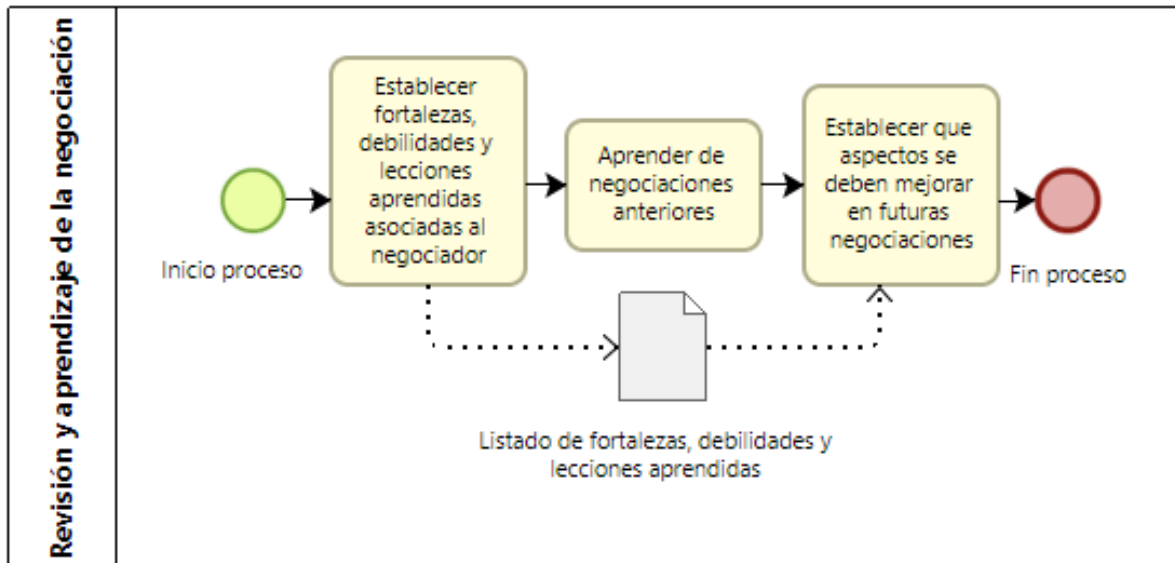 Revisión y aprendizaje de la negociación
Inicio proceso
Establecer
fortalezas,
debilidades y
lecciones
aprendidas
asociadas al
negociador
Aprender de
negociaciones
anteriores
Establecer que
aspectos se
deben mejorar
en futuras
negociaciones
Fin proceso
Listado de fortalezas, debilidades y
lecciones aprendidas